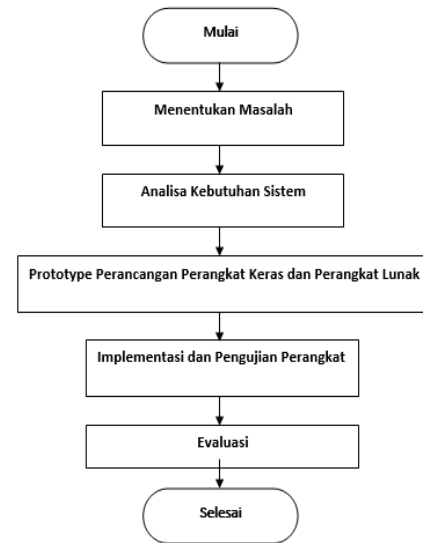 Mulai
Menentukan Masalah
Analisa Kebutuhan Sistem
Prototype Perancangan Perangkat Keras dan Perangkat Lunak
Implementasi dan Pengujian Perangkat
Evaluasi
Selesai